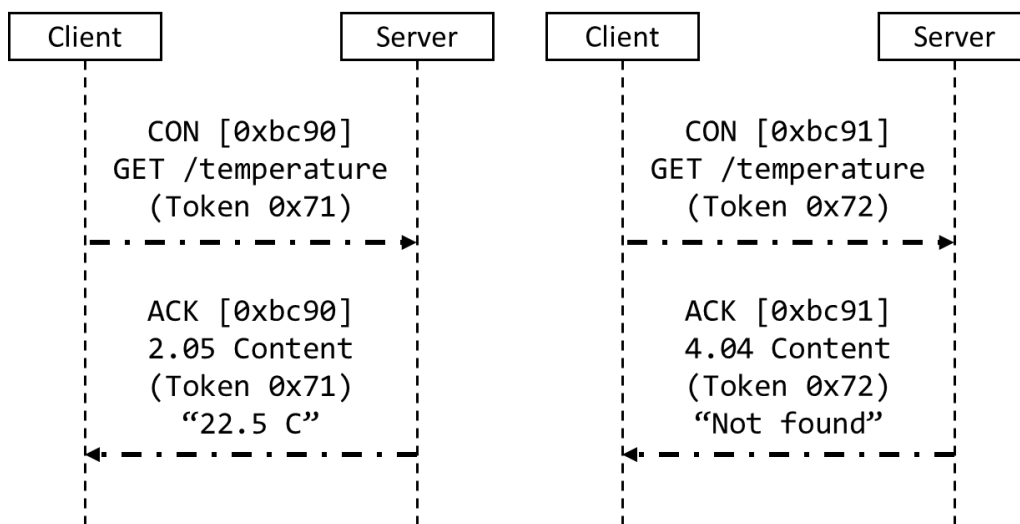 Client
Server
CON [0xbc90]
GET /temperature
(Token 0x71)
ACK [0xbc90]
2.05 Content
(Token 0x71)
“22.5 C”
Client
Server
CON [0xbc91]
GET /temperature
(Token 0x72)
ACK [0xbc91]
4.04 Content
(Token 0x72)
“Not found”